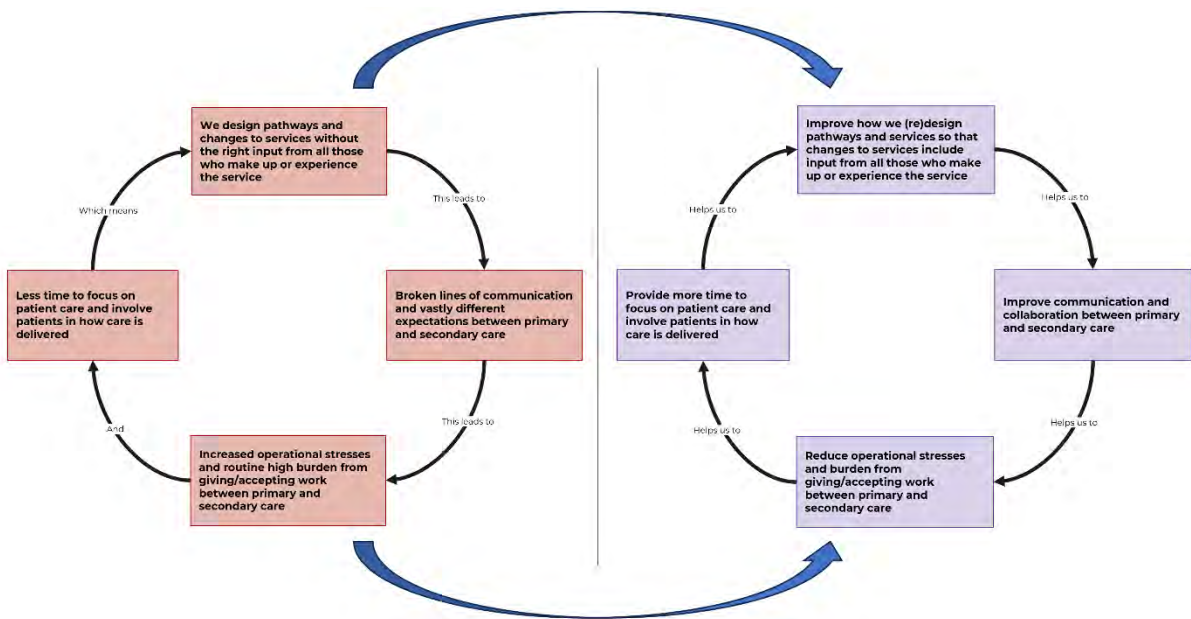 We design pathways and
changes to services without
the right input from all those
who make up or experience
the service
This leads to
Broken lines of communication
and vastly different
expectations between primary
and secondary care
This leads to
Increased operational stresses
and routine high burden from
giving/accepting work
between primary and
secondary care
And
Less time to focus on
patient care and involve
patients in how care is
delivered
Which means
Improve how we (re)design
pathways and services so that
changes to services include
input from all those who make
up or experience the service
Helps us to
Improve communication and
collaboration between primary
and secondary care
Helps us to
Reduce operational stresses
and burden from
giving/accepting work
between primary and
secondary care
Helps us to
Provide more time to
focus on patient care and
involve patients in how
care is delivered
Helps us to